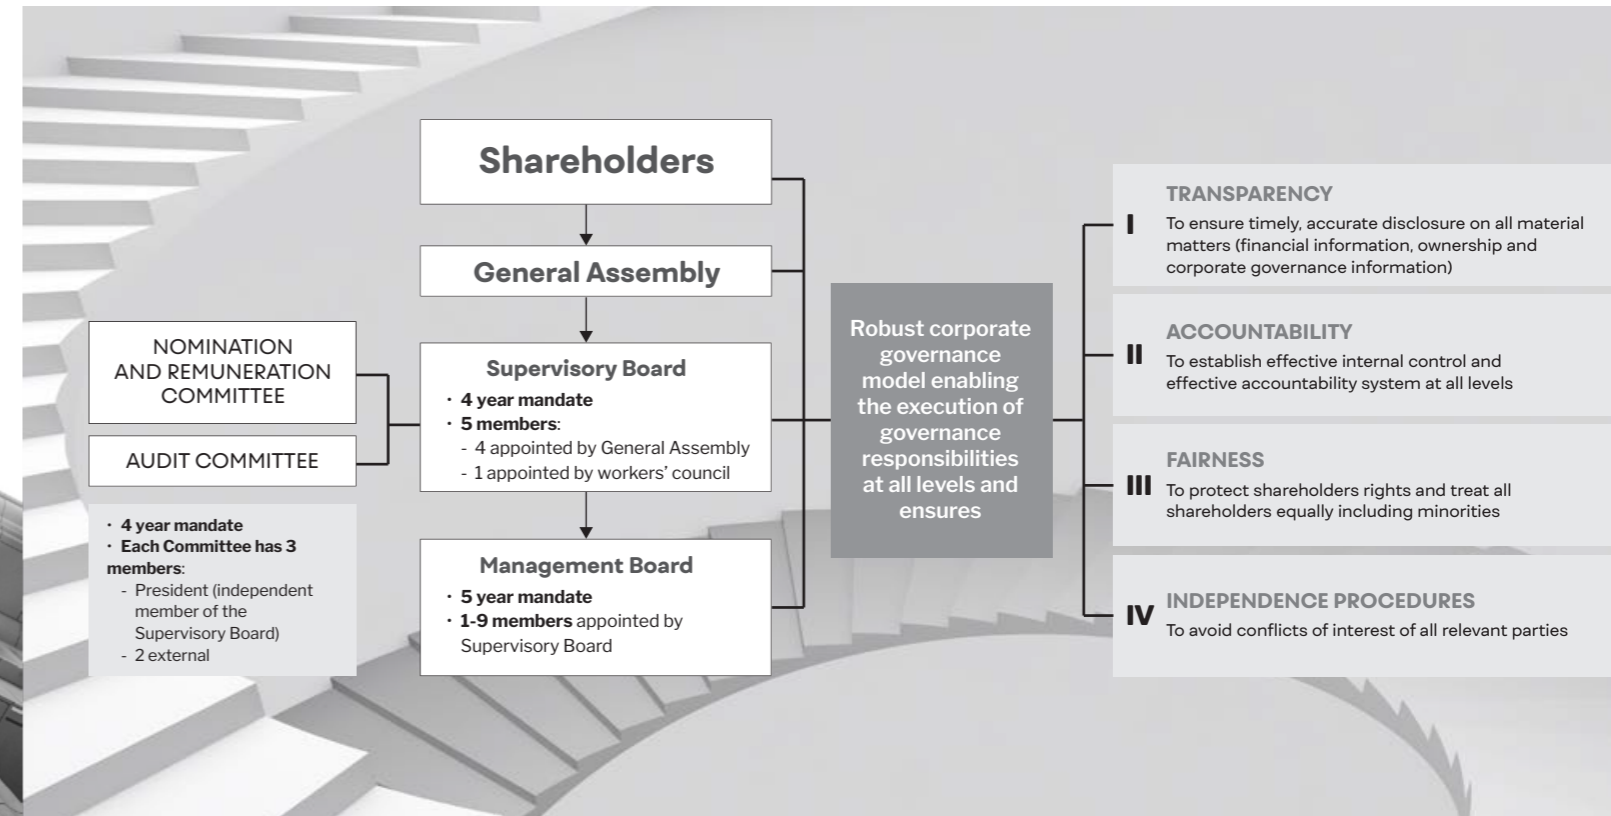 Shareholders
General Assembly
NOMINATION
AND REMUNERATION
COMMITTEE
AUDIT COMMITTEE
• 4 year mandate
• Each Committee has 3
members:
- President (independent
member of the
Supervisory Board)
- 2 external
Supervisory Board
• 4 year mandate
• 5 members:
- 4 appointed by General Assembly
- 1 appointed by workers’ council
Management Board
• 5 year mandate
• 1-9 members appointed by
Supervisory Board
Robust corporate
governance
model enabling
the execution of
governance
responsibilities
at all levels and
ensures
I
TRANSPARENCY
To ensure timely, accurate disclosure on all material
matters (financial information, ownership and
corporate governance information)
II
ACCOUNTABILITY
To establish effective internal control and
effective accountability system at all levels
III
FAIRNESS
To protect shareholders rights and treat all
shareholders equally including minorities
IV
INDEPENDENCE PROCEDURES
To avoid conflicts of interest of all relevant parties